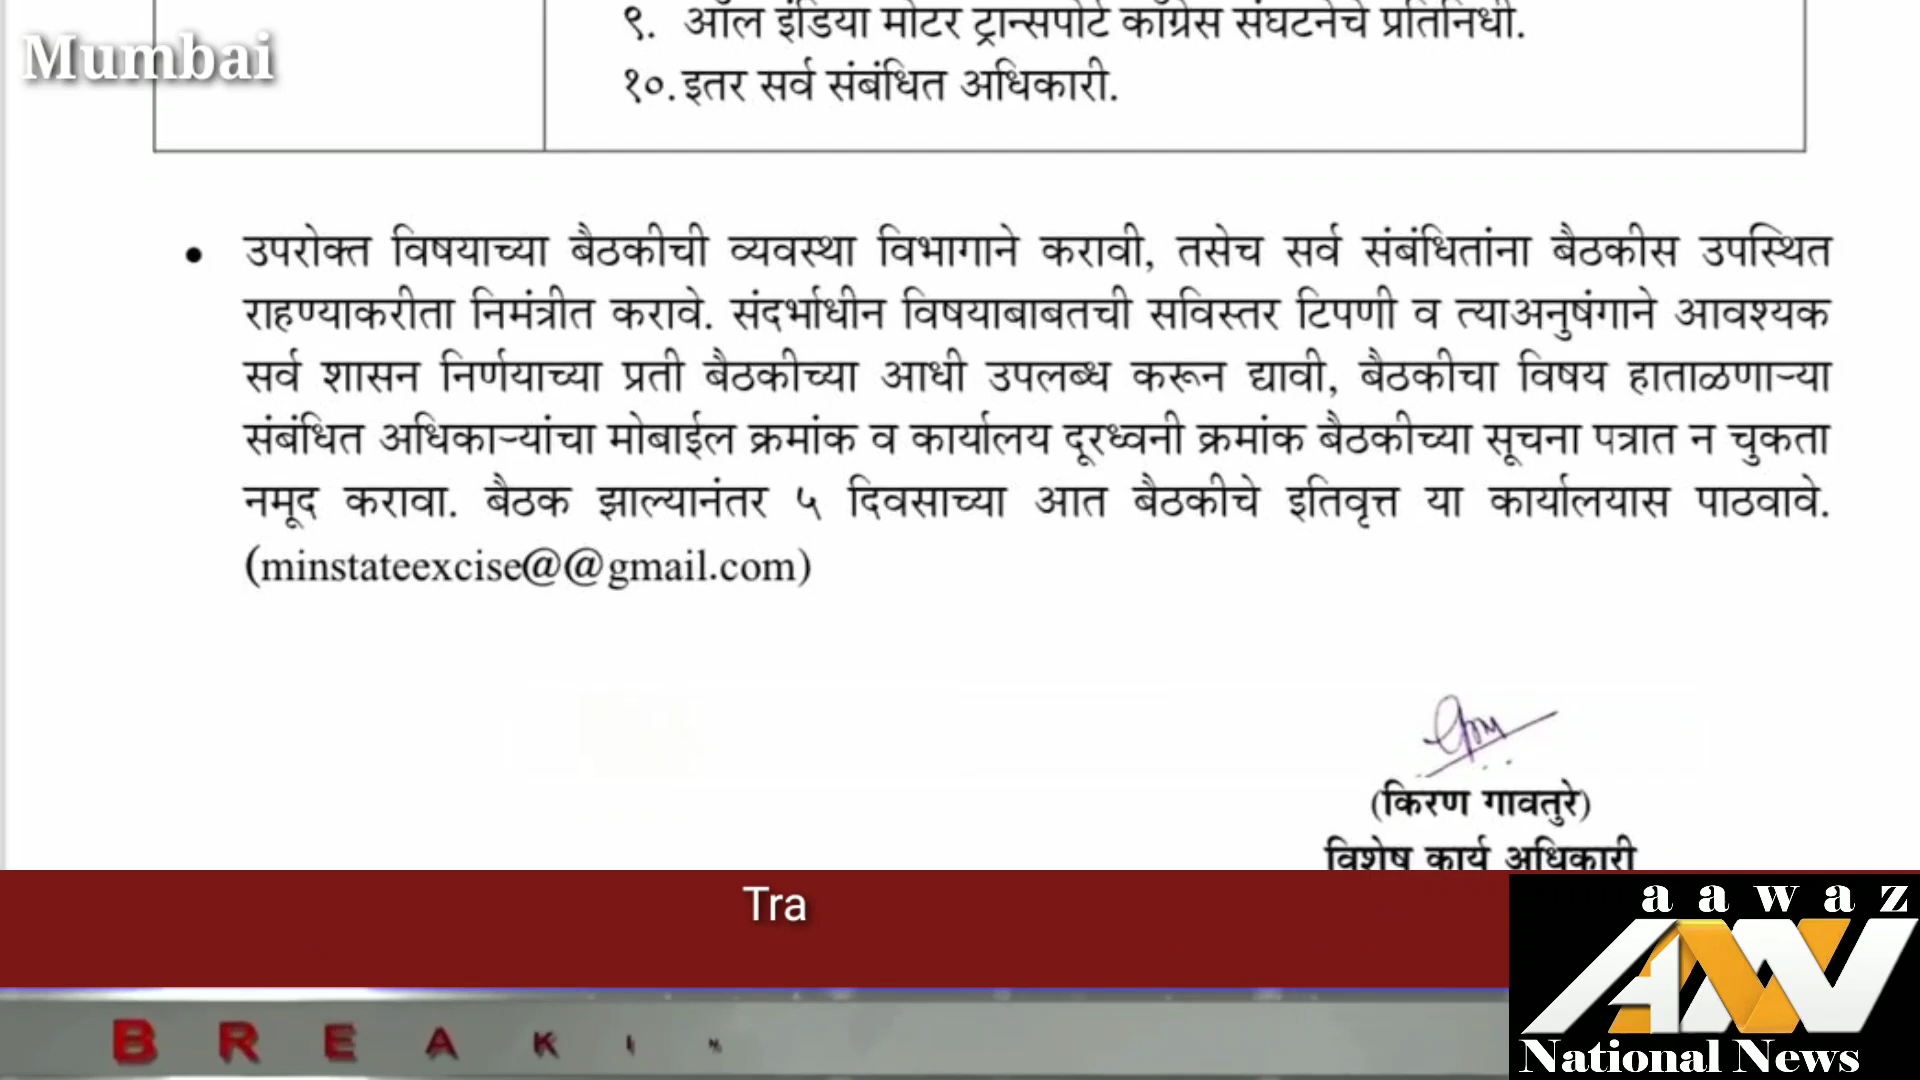 Mumbai
९. ऑल इंडिया मोटर ट्रान्सपोर्ट काँग्रेस संघटनेचे प्रतिनिधी.
१०. इतर सर्व संबंधित अधिकारी.
• उपरोक्त विषयाच्या बैठकीची व्यवस्था विभागाने करावी, तसेच सर्व संबंधितांना बैठकीस उपस्थित
राहण्याकरीता निमंत्रीत करावे. संदर्भाधीन विषयाबाबतची सविस्तर टिपणी व त्याअनुषंगाने आवश्यक
सर्व शासन निर्णयाच्या प्रती बैठकीच्या आधी उपलब्ध करून द्यावी, बैठकीचा विषय हाताळणाऱ्या
संबंधित अधिकाऱ्यांचा मोबाईल क्रमांक व कार्यालय दूरध्वनी क्रमांक बैठकीच्या सूचना पत्रात न चुकता
नमूद करावा. बैठक झाल्यानंतर ५ दिवसाच्या आत बैठकीचे इतिवृत्त या कार्यालयास पाठवावे.
(minstateexcise@@gmail.com)
(किरण गावतुरे)
विशेष कार्य अधिकारी
Tra
aawaz
National News
BREAKIN